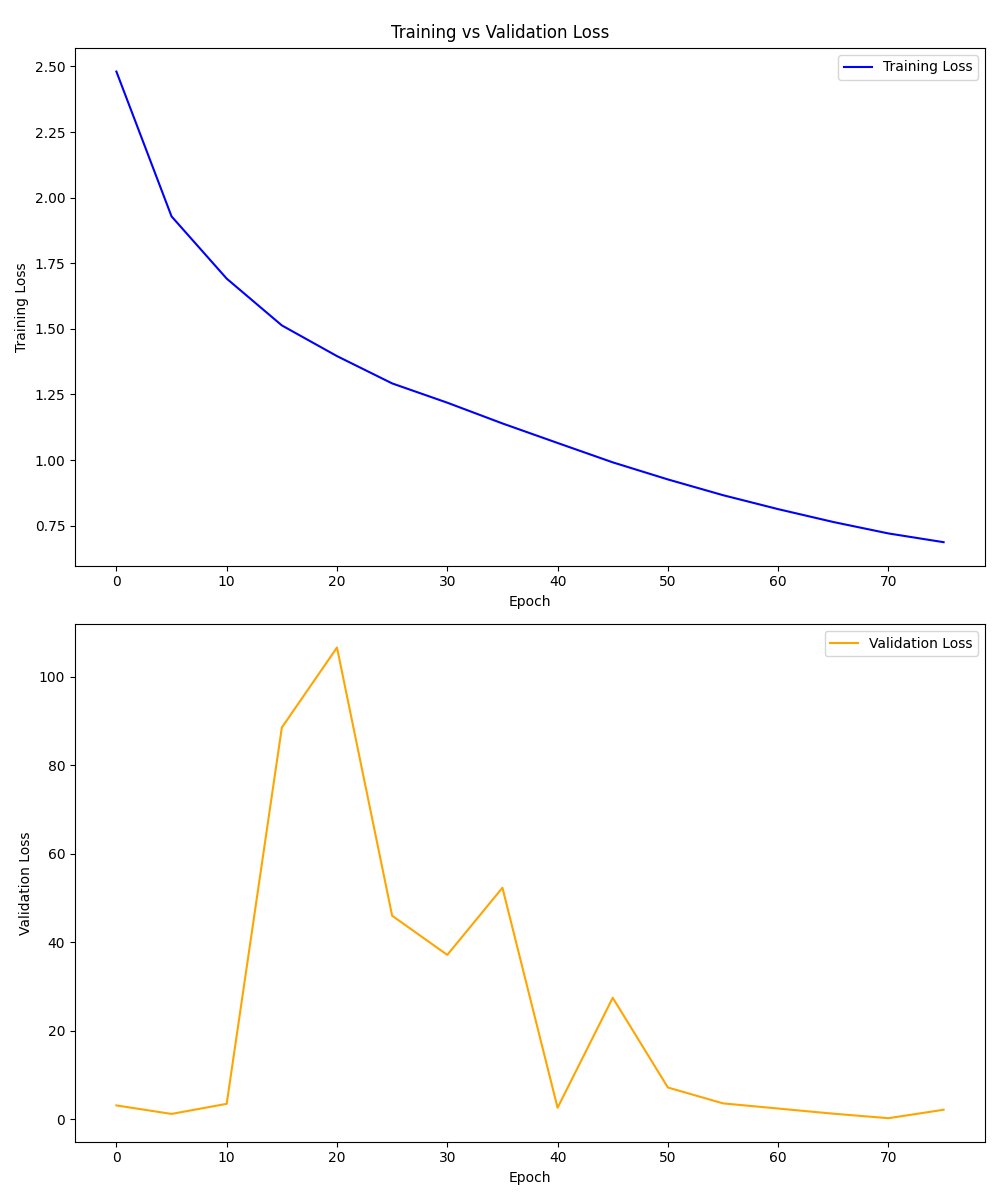 Training vs Validation Loss
Training Loss
2.50
2.25
2.00
1.75
1.50
1.25
1.00
0.75
Training Loss
0 10 20 30 40 50 60 70
Epoch
Validation Loss
100
80
60
40
20
0
Validation Loss
0 10 20 30 40 50 60 70
Epoch